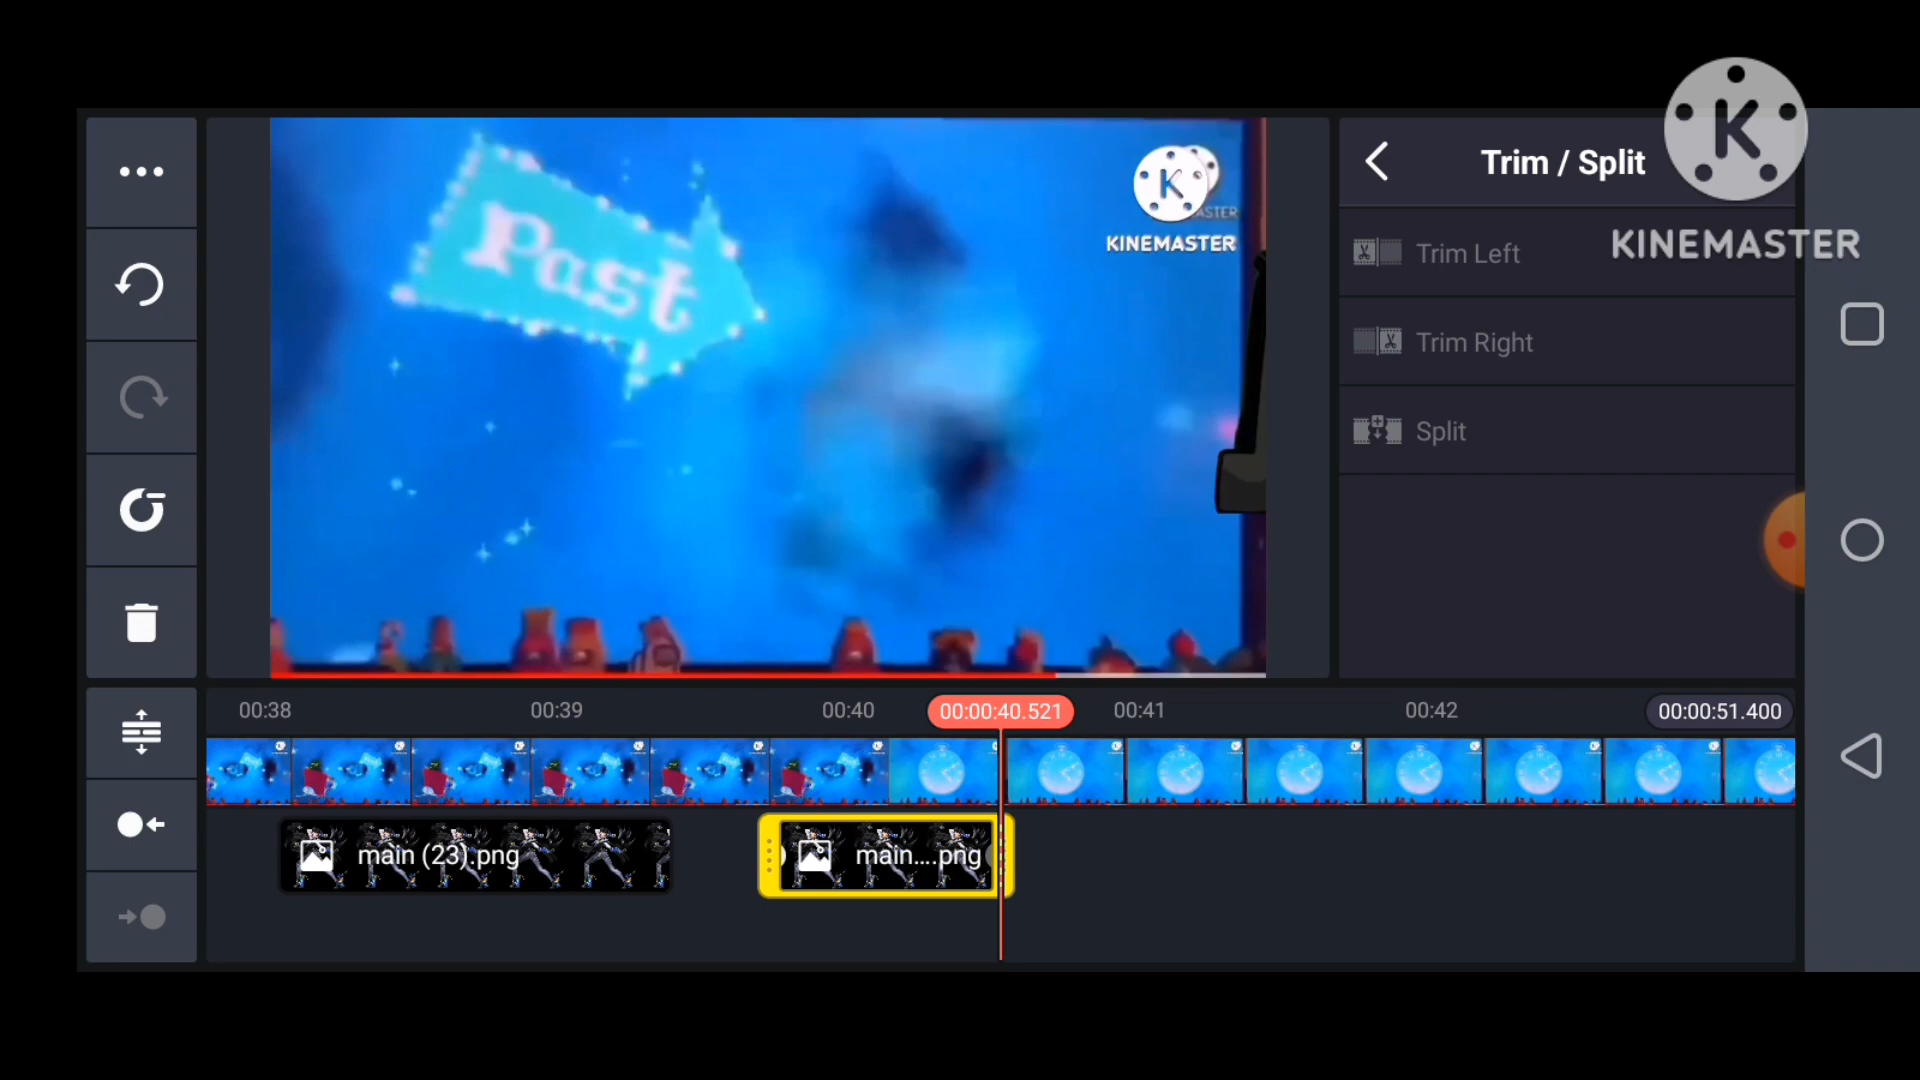 Past
K
ASTER
KINEMASTER
Trim / Split
K
KINEMASTER
Trim Left
Trim Right
Split
00:38
00:39
00:40
00:00:40.521
00:41
00:42
00:00:51.400
main (23).png
main....png